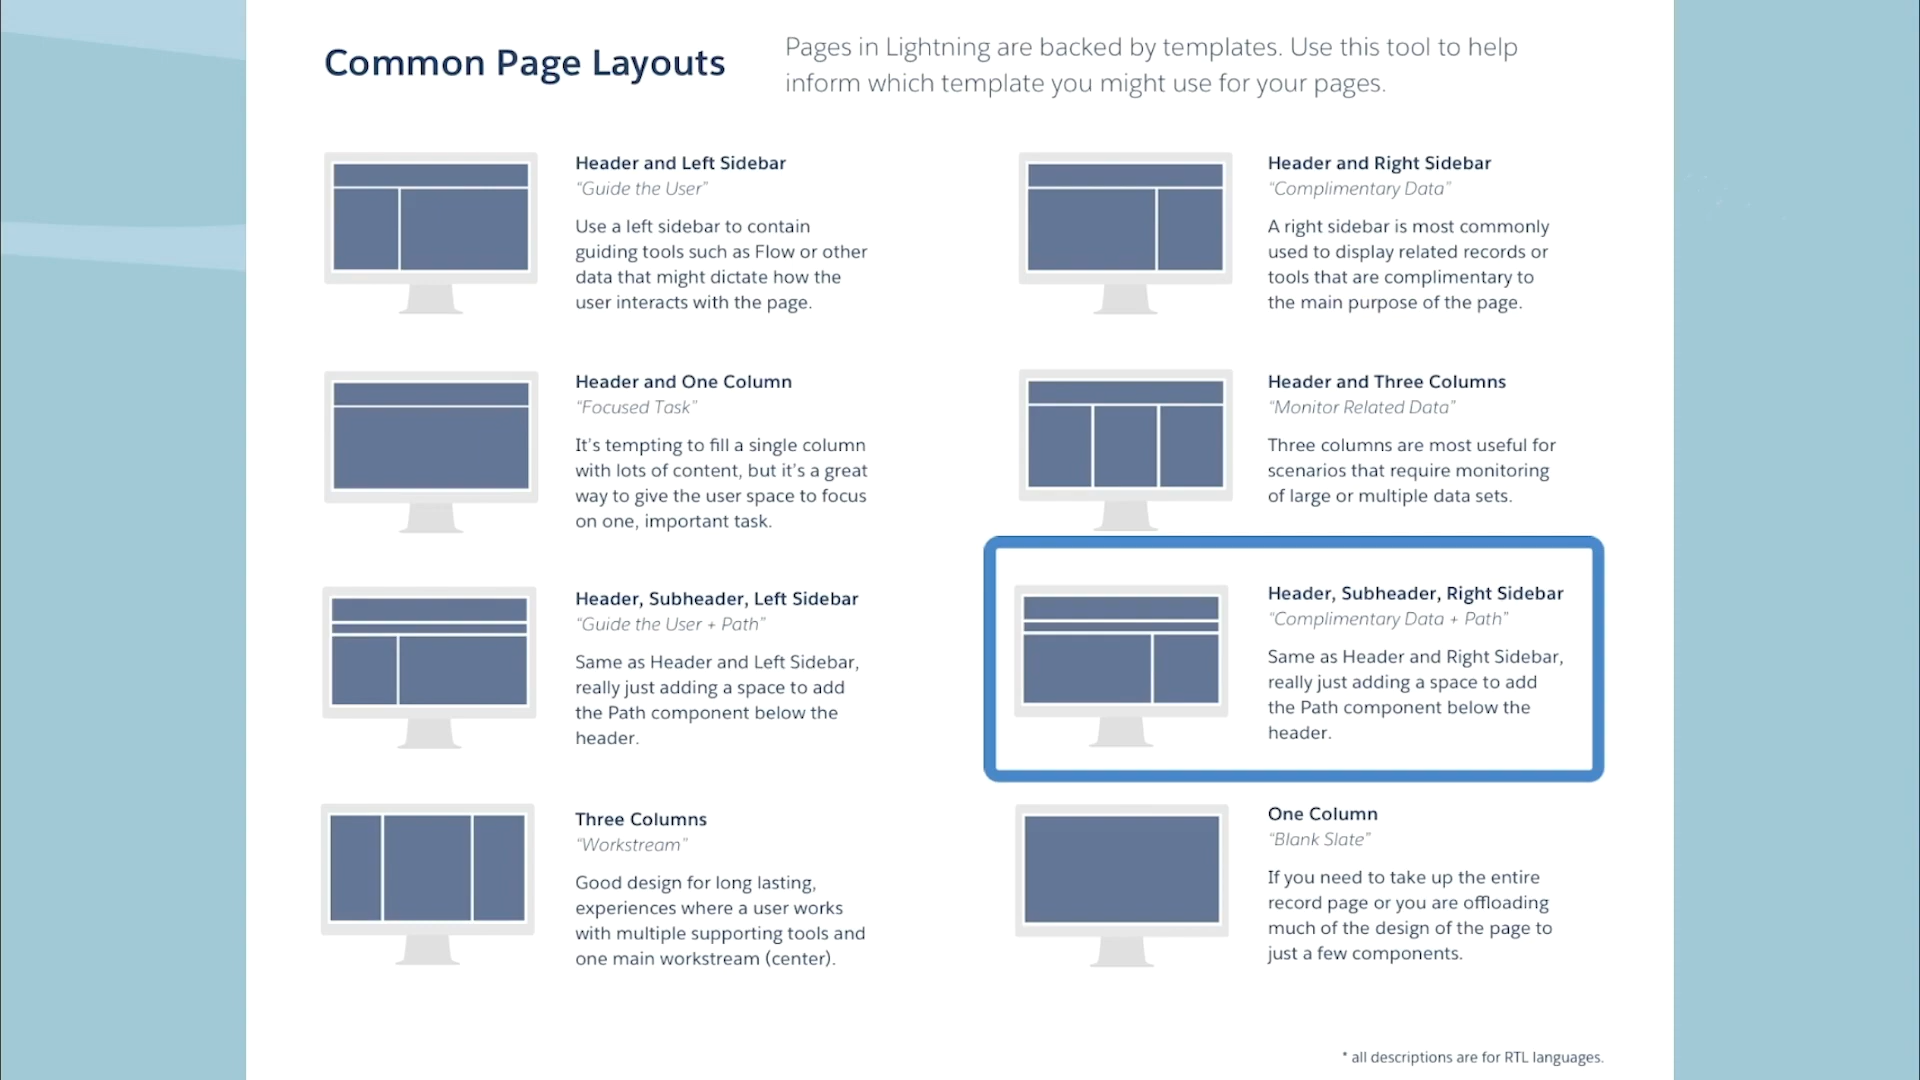 Common Page Layouts
Pages in Lightning are backed by templates. Use this tool to help
inform which template you might use for your pages.
Header and Left Sidebar
“Guide the User”
Use a left sidebar to contain
guiding tools such as Flow or other
data that might dictate how the
user interacts with the page.
Header and Right Sidebar
“Complimentary Data”
A right sidebar is most commonly
used to display related records or
tools that are complimentary to
the main purpose of the page.
Header and One Column
“Focused Task”
It’s tempting to fill a single column
with lots of content, but it’s a great
way to give the user space to focus
on one, important task.
Header and Three Columns
“Monitor Related Data”
Three columns are most useful for
scenarios that require monitoring
of large or multiple data sets.
Header, Subheader, Left Sidebar
“Guide the User + Path”
Same as Header and Left Sidebar,
really just adding a space to add
the Path component below the
header.
Header, Subheader, Right Sidebar
“Complimentary Data + Path”
Same as Header and Right Sidebar,
really just adding a space to add
the Path component below the
header.
Three Columns
“Workstream”
Good design for long lasting,
experiences where a user works
with multiple supporting tools and
one main workstream (center).
One Column
“Blank Slate”
If you need to take up the entire
record page or you are offloading
much of the design of the page to
just a few components.
* all descriptions are for RTL languages.